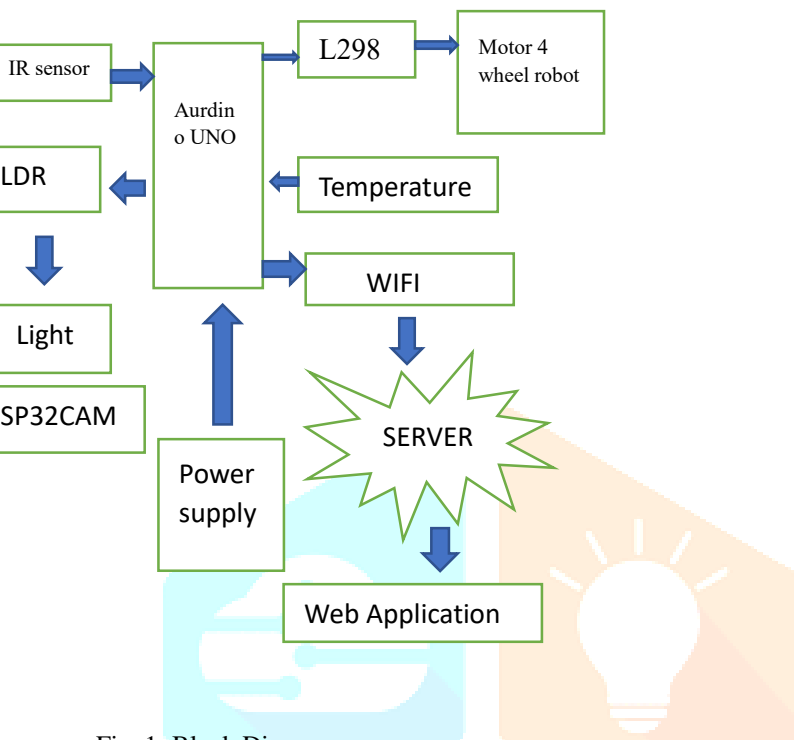 IR sensor
Aurdin
o UNO
L298
Motor 4
wheel robot
LDR
Temperature
WIFI
Light
SP32CAM
SERVER
Power
supply
Web Application